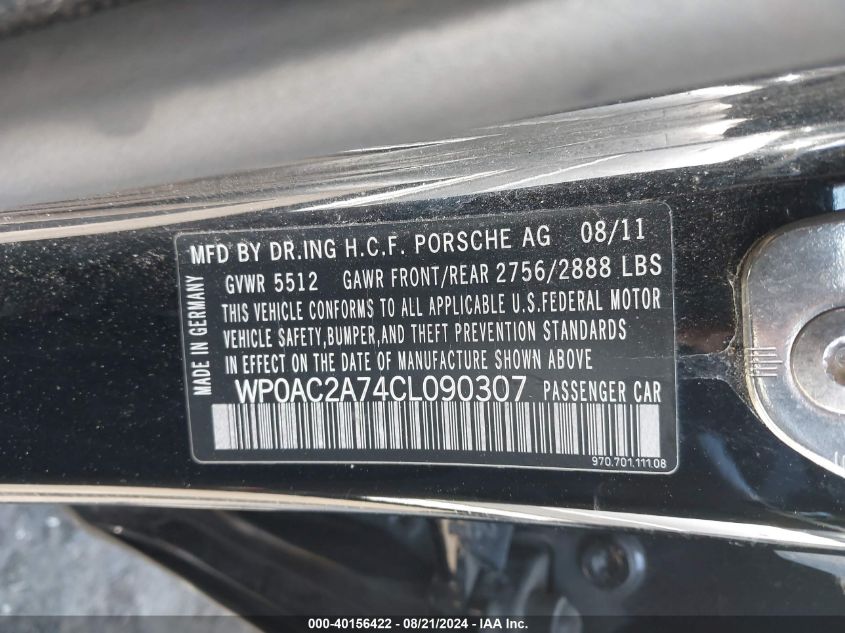 MFD BY DR.ING H.C.F. PORSCHE AG 08/11
GVWR 5512 GAWR FRONT/REAR 2756/2888 LBS
THIS VEHICLE CONFORMS TO ALL APPLICABLE U.S.FEDERAL MOTOR
VEHICLE SAFETY,BUMPER,AND THEFT PREVENTION STANDARDS
IN EFFECT ON THE DATE OF MANUFACTURE SHOWN ABOVE
WP0AC2A74CL090307 PASSENGER CAR
970.701.111.08
MADE IN GERMANY
000-40156422 - 08/21/2024 - IAA Inc.